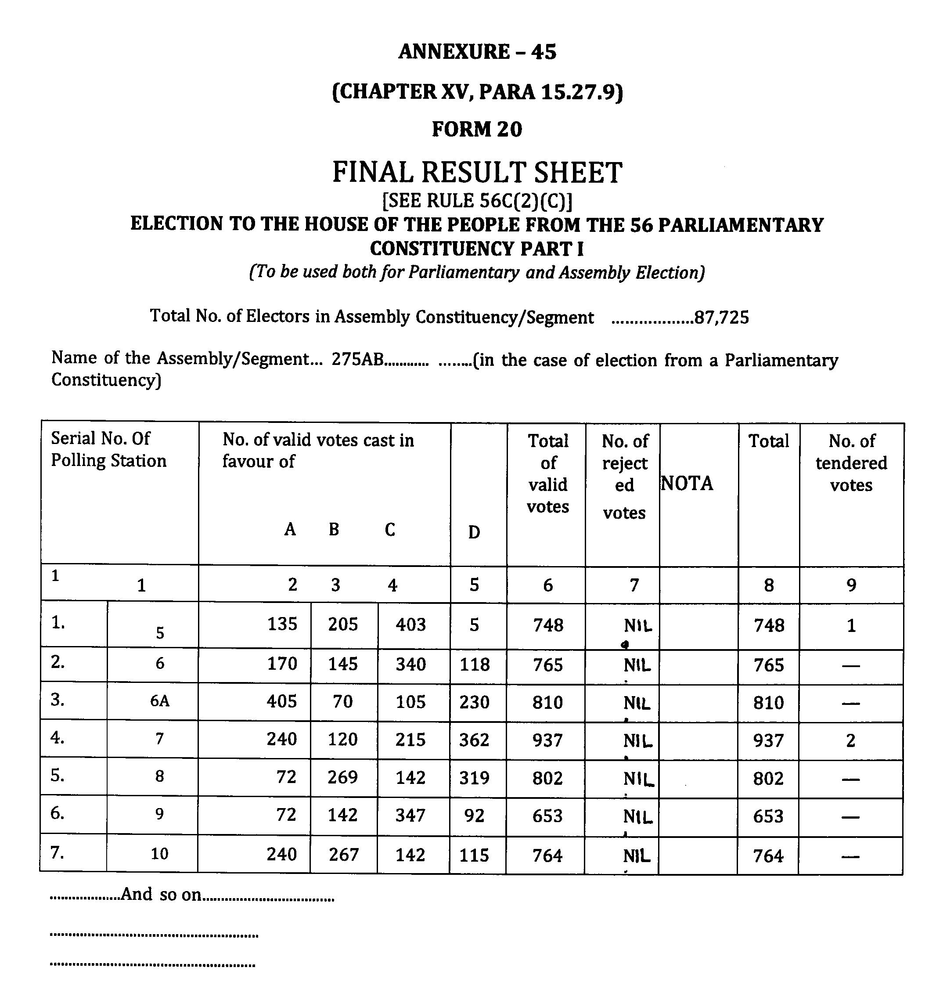 ANNEXURE – 45
(CHAPTER XV, PARA 15.27.9)
FORM 20
FINAL RESULT SHEET
[SEE RULE 56C(2)(C)]
ELECTION TO THE HOUSE OF THE PEOPLE FROM THE 56 PARLIAMENTARY
CONSTITUENCY PART I
(To be used both for Parliamentary and Assembly Election)
Total No. of Electors in Assembly Constituency/Segment ..................87,725
Name of the Assembly/Segment... 275AB............ ........(in the case of election from a Parliamentary
Constituency)
Serial No. Of Polling Station No. of valid votes cast in favour of A B C D Total of valid votes No. of reject ed votes NOTA Total No. of tendered votes
1 1 2 3 4 5 6 7 8 9
1. 5 135 205 403 5 748 NIL 748 1
2. 6 170 145 340 118 765 NIL 765 —
3. 6A 405 70 105 230 810 NIL 810 —
4. 7 240 120 215 362 937 NIL 937 2
5. 8 72 269 142 319 802 NIL 802 —
6. 9 72 142 347 92 653 NIL 653 —
7. 10 240 267 142 115 764 NIL 764 —
...................And so on...................................